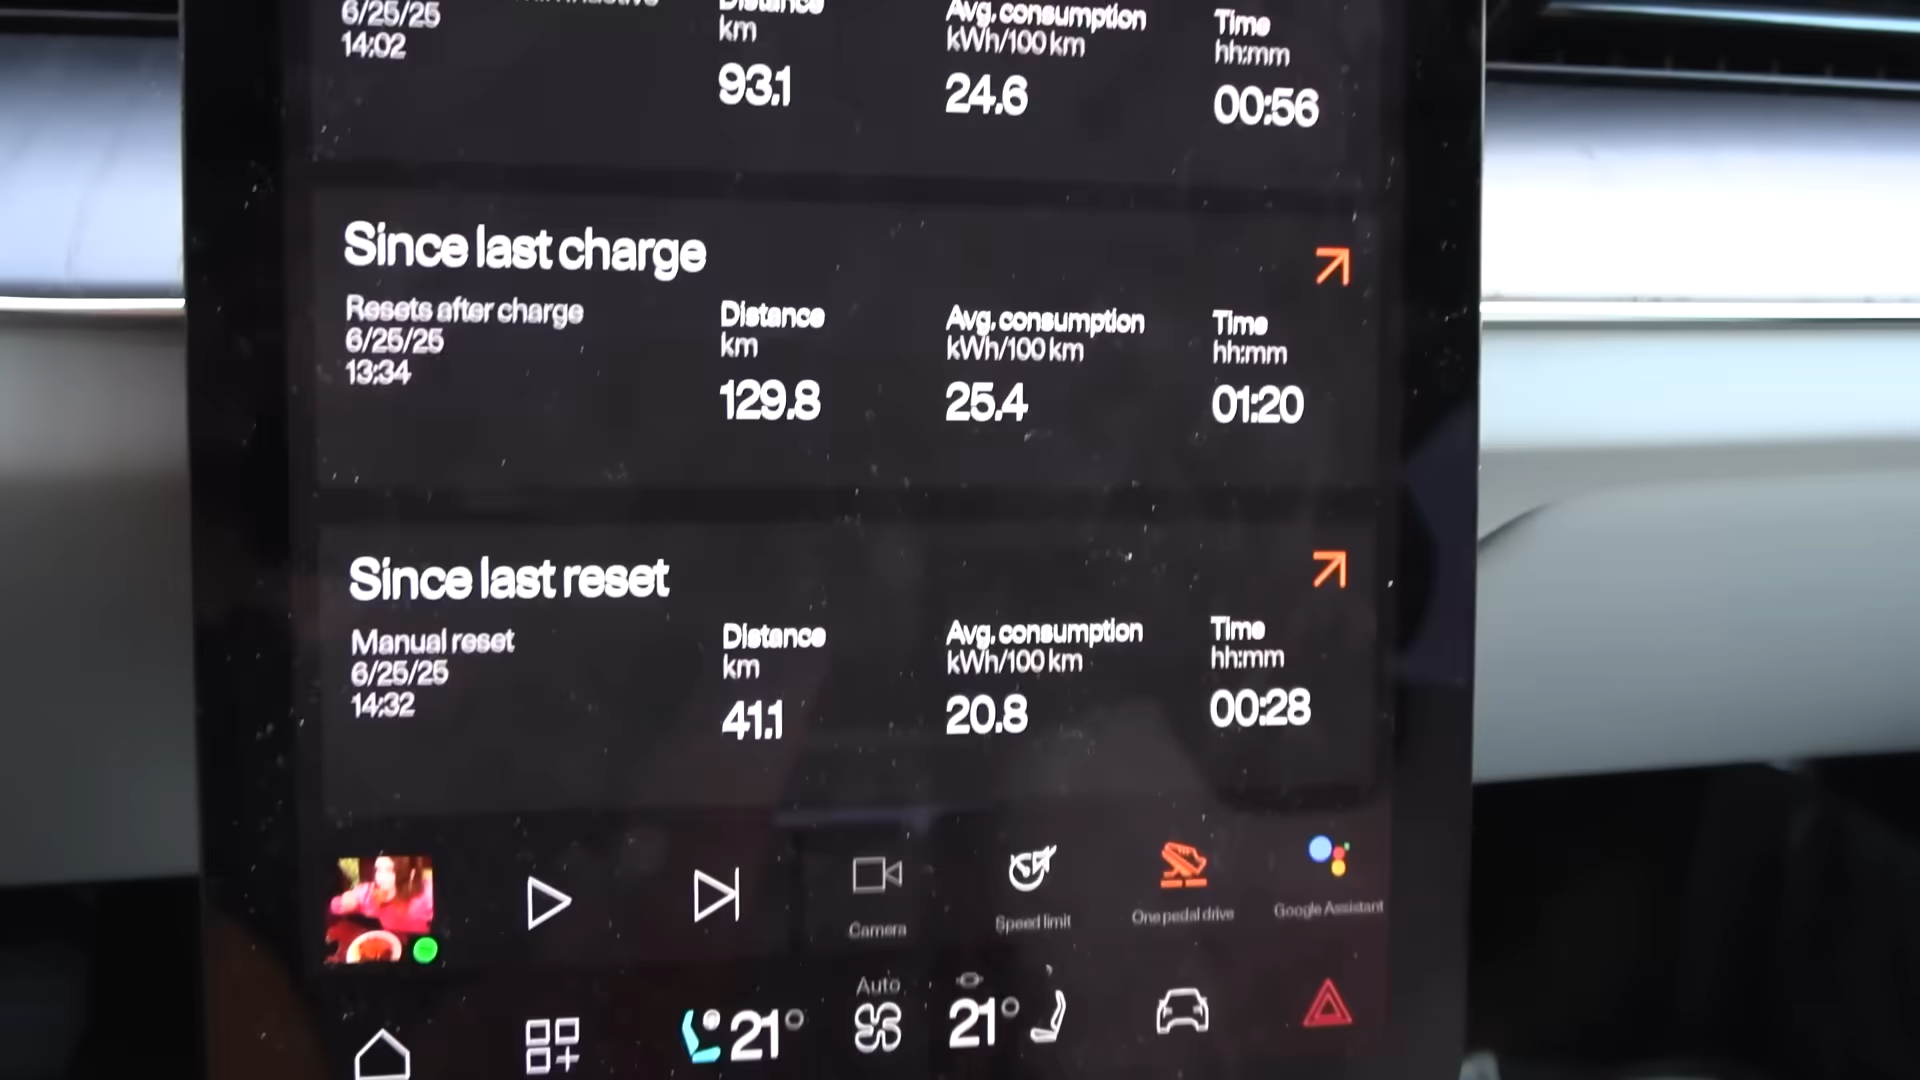 6/25/25
14:02
Distance
km
93.1
Avg. consumption
kWh/100 km
24.6
Time
hh:mm
00:56
Since last charge
Resets after charge
6/25/25
13:34
Distance
km
129.8
Avg. consumption
kWh/100 km
25.4
Time
hh:mm
01:20
Since last reset
Manual reset
6/25/25
14:32
Distance
km
41.1
Avg. consumption
kWh/100 km
20.8
Time
hh:mm
00:28
Camera
Speed limit
One pedal drive
Google Assistant
21°
Auto
21°